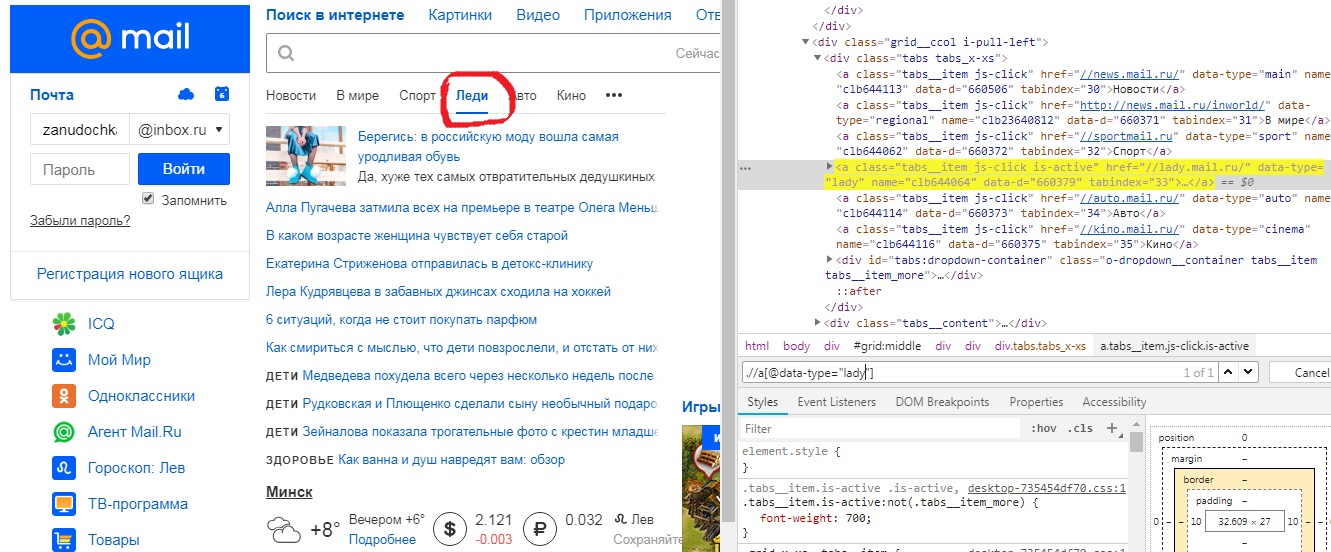 @ mail
Поиск в интернете Картинки Видео Приложения Отв
Сейчас
Почта
6
zanudochka @inbox.ru
Пароль Войти
Запомнить
Забыли пароль?
Регистрация нового ящика
ICQ
Мой Мир
Одноклассники
Агент Mail.Ru
Гороскоп: Лев
ТВ-программа
Товары
Новости В мире Спорт Леди Авто Кино •••
Берегись: в российскую моду вошла самая
уродливая обувь
Да, хуже тех самых отвратительных дедушкиных
Алла Пугачева затмила всех на премьере в театре Олега Меньш
В каком возрасте женщина чувствует себя старой
Екатерина Стриженова отправилась в детокс-клинику
Лера Кудрявцева в забавных джинсах сходила на хоккей
6 ситуаций, когда не стоит покупать парфюм
Как смириться с мыслью, что дети повзрослели, и отстать от них
ДЕТИ Медведева похудела всего через несколько недель после
ДЕТИ Рудковская и Плющенко сделали сыну необычный подаро
ДЕТИ Зейналова показала трогательные фото с крестин младше
ЗДОРОВЬЕ Как ванна и душ навредят вам: обзор
Игры
Минск
+8° Вечером +6° $ 2.121 ₽ 0.032 Лев
Подробнее -0.003 Сохраняйте
</div>
</div>
▼<div class="grid__ccol i-pull-left">
▼<div class="tabs tabs_x-xs">
<a class="tabs__item js-click" href="//news.mail.ru/" data-type="main" name=
"clb644113" data-d="660506" tabindex="30">Новости</a>
<a class="tabs__item js-click" href="http://news.mail.ru/inworld/" data-
type="regional" name="clb23640812" data-d="660371" tabindex="31">В мире</a>
<a class="tabs__item js-click" href="//sportmail.ru" data-type="sport" name=
"clb644062" data-d="660372" tabindex="32">Спорт</a>
… ▶<a class="tabs__item js-click is-active" href="//lady.mail.ru/" data-type=
"lady" name="clb644064" data-d="660379" tabindex="33">…</a> == $0
<a class="tabs__item js-click" href="//auto.mail.ru/" data-type="auto" name=
"clb644114" data-d="660373" tabindex="34">Авто</a>
<a class="tabs__item js-click" href="//kino.mail.ru/" data-type="cinema"
name="clb644116" data-d="660375" tabindex="35">Кино</a>
▶<div id="tabs:dropdown-container" class="o-dropdown__container tabs__item
tabs__item_more">…</div>
::after
</div>
▶<div class="tabs__content">…</div>
html body div #grid:middle div div div.tabs.tabs_x-xs a.tabs__item.js-click.is-active
.//a[@data-type="lady"] 1 of 1 Cancel
Styles Event Listeners DOM Breakpoints Properties Accessibility
Filter :hov .cls +
element.style {
}
.tabs__item.is-active .is-active, desktop-735454df70.css:1
.tabs__item.is-active:not(.tabs__item_more) {
font-weight: 700;
}
desktop-735454df70.css:1
position 0
margin –
border –
padding –
0 – – 10 32.609 × 27 10 – – 0
–
–
–